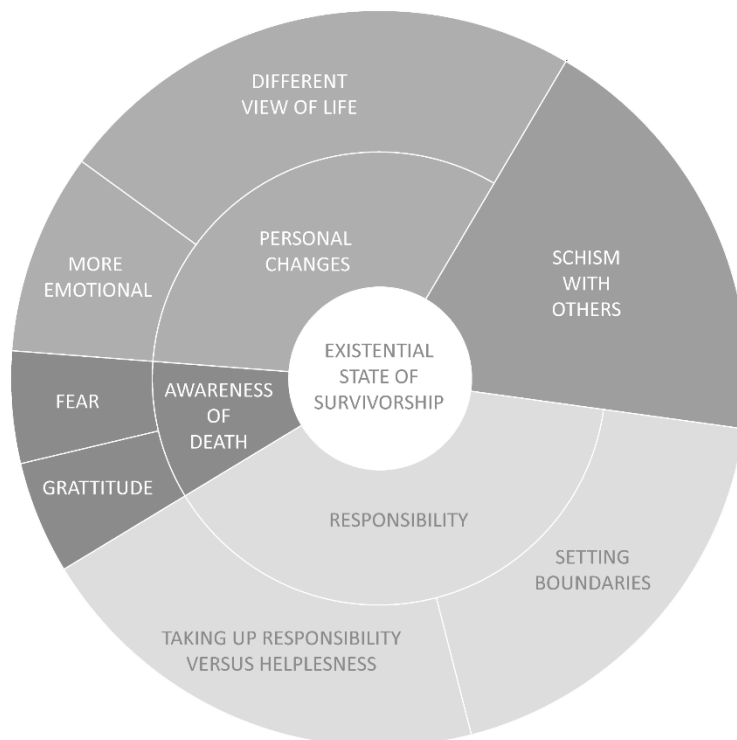 DIFFERENT
VIEW OF LIFE
PERSONAL
CHANGES
MORE
EMOTIONAL
SCHISM
WITH
OTHERS
EXISTENTIAL
STATE OF
SURVIVORSHIP
FEAR
AWARENESS
OF
DEATH
GRATTITUDE
RESPONSIBILITY
SETTING
BOUNDARIES
TAKING UP RESPONSIBILITY
VERSUS HELPLESNESS